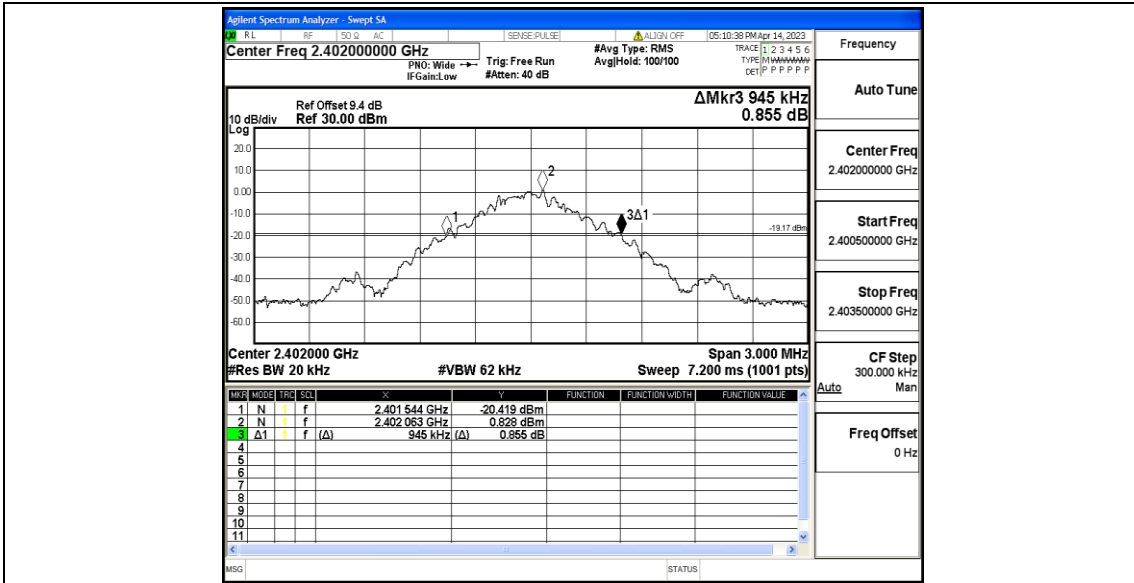 Agilent Spectrum Analyzer - Swept SA
RL RF 50 Ω AC SENSE:PULSE ALIGN OFF 05:10:38 PM Apr 14, 2023
Center Freq 2.402000000 GHz
PNO: Wide
IFGain:Low
Trig: Free Run
#Atten: 40 dB
#Avg Type: RMS
Avg|Hold: 100/100
TRACE 1 2 3 4 5 6
TYPE M W W W W W
DET P P P P P P
Ref Offset 9.4 dB
Ref 30.00 dBm
10 dB/div
Log
ΔMkr3 945 kHz
0.855 dB
20.0
10.0
0.00
-10.0
-20.0
-30.0
-40.0
-50.0
-60.0
1
2
3Δ1
-19.17 dBm
Center 2.402000 GHz Span 3.000 MHz
#Res BW 20 kHz #VBW 62 kHz Sweep 7.200 ms (1001 pts)
MKR MODE TRC SCL X Y FUNCTION FUNCTION WIDTH FUNCTION VALUE
1 N 1 f 2.401 544 GHz -20.419 dBm
2 N 1 f 2.402 063 GHz 0.828 dBm
3 Δ1 1 f (Δ) 945 kHz (Δ) 0.855 dB
4
5
6
7
8
9
10
11
MSG STATUS
Frequency
Auto Tune
Center Freq
2.402000000 GHz
Start Freq
2.400500000 GHz
Stop Freq
2.403500000 GHz
CF Step
300.000 kHz
Auto Man
Freq Offset
0 Hz